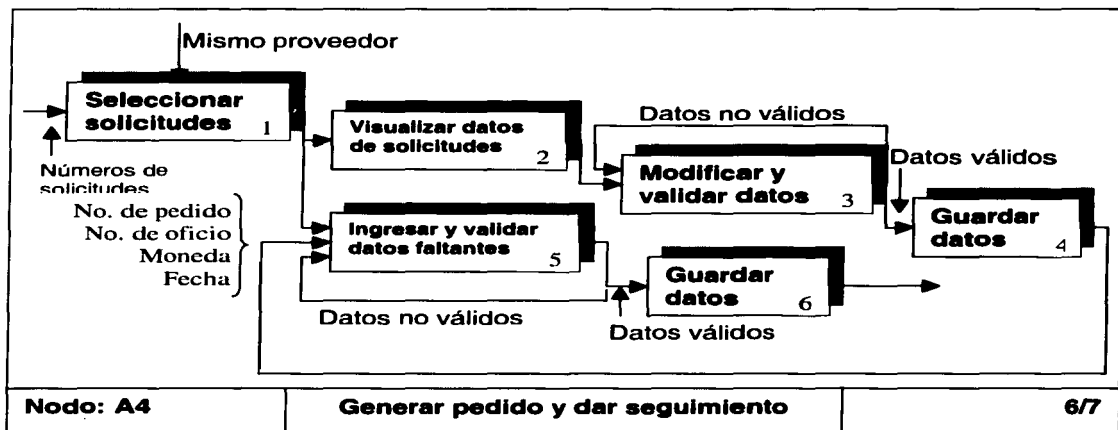 Mismo proveedor
Seleccionar
solicitudes 1
Números de
solicitudes
No. de pedido
No. de oficio
Moneda
Fecha
Visualizar datos
de solicitudes 2
Datos no válidos
Modificar y
validar datos 3
Datos válidos
Guardar
datos 4
Ingresar y validar
datos faltantes 5
Datos no válidos
Guardar
datos 6
Datos válidos
Nodo: A4
Generar pedido y dar seguimiento
6/7